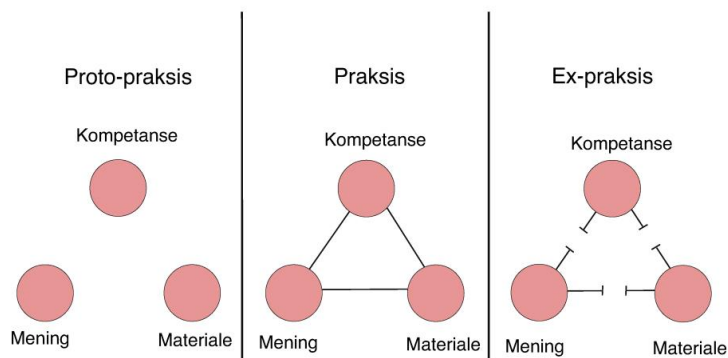 Proto-praksis
Kompetanse
Mening
Materiale
Praksis
Kompetanse
Mening
Materiale
Ex-praksis
Kompetanse
Mening
Materiale